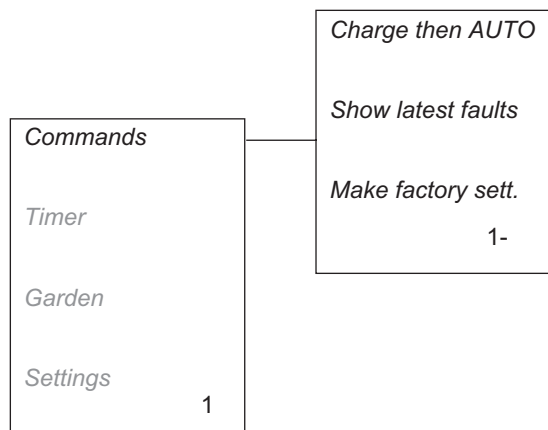 Commands
Timer
Garden
Settings
1
Charge then AUTO
Show latest faults
Make factory sett.
1-